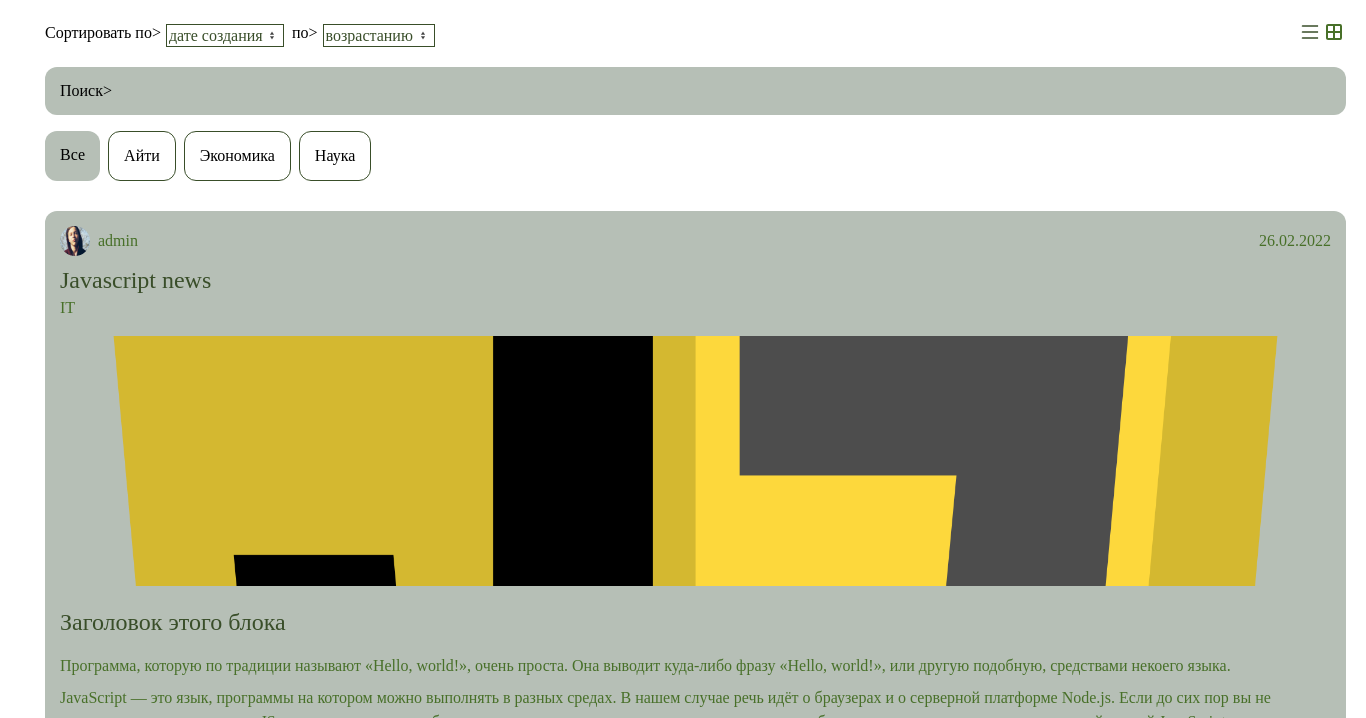 Сортировать по> дате создания по> возрастанию
Поиск>
Все Айти Экономика Наука
admin 26.02.2022
Javascript news
IT
Заголовок этого блока
Программа, которую по традиции называют «Hello, world!», очень проста. Она выводит куда-либо фразу «Hello, world!», или другую подобную, средствами некоего языка.
JavaScript — это язык, программы на котором можно выполнять в разных средах. В нашем случае речь идёт о браузерах и о серверной платформе Node.js. Если до сих пор вы не